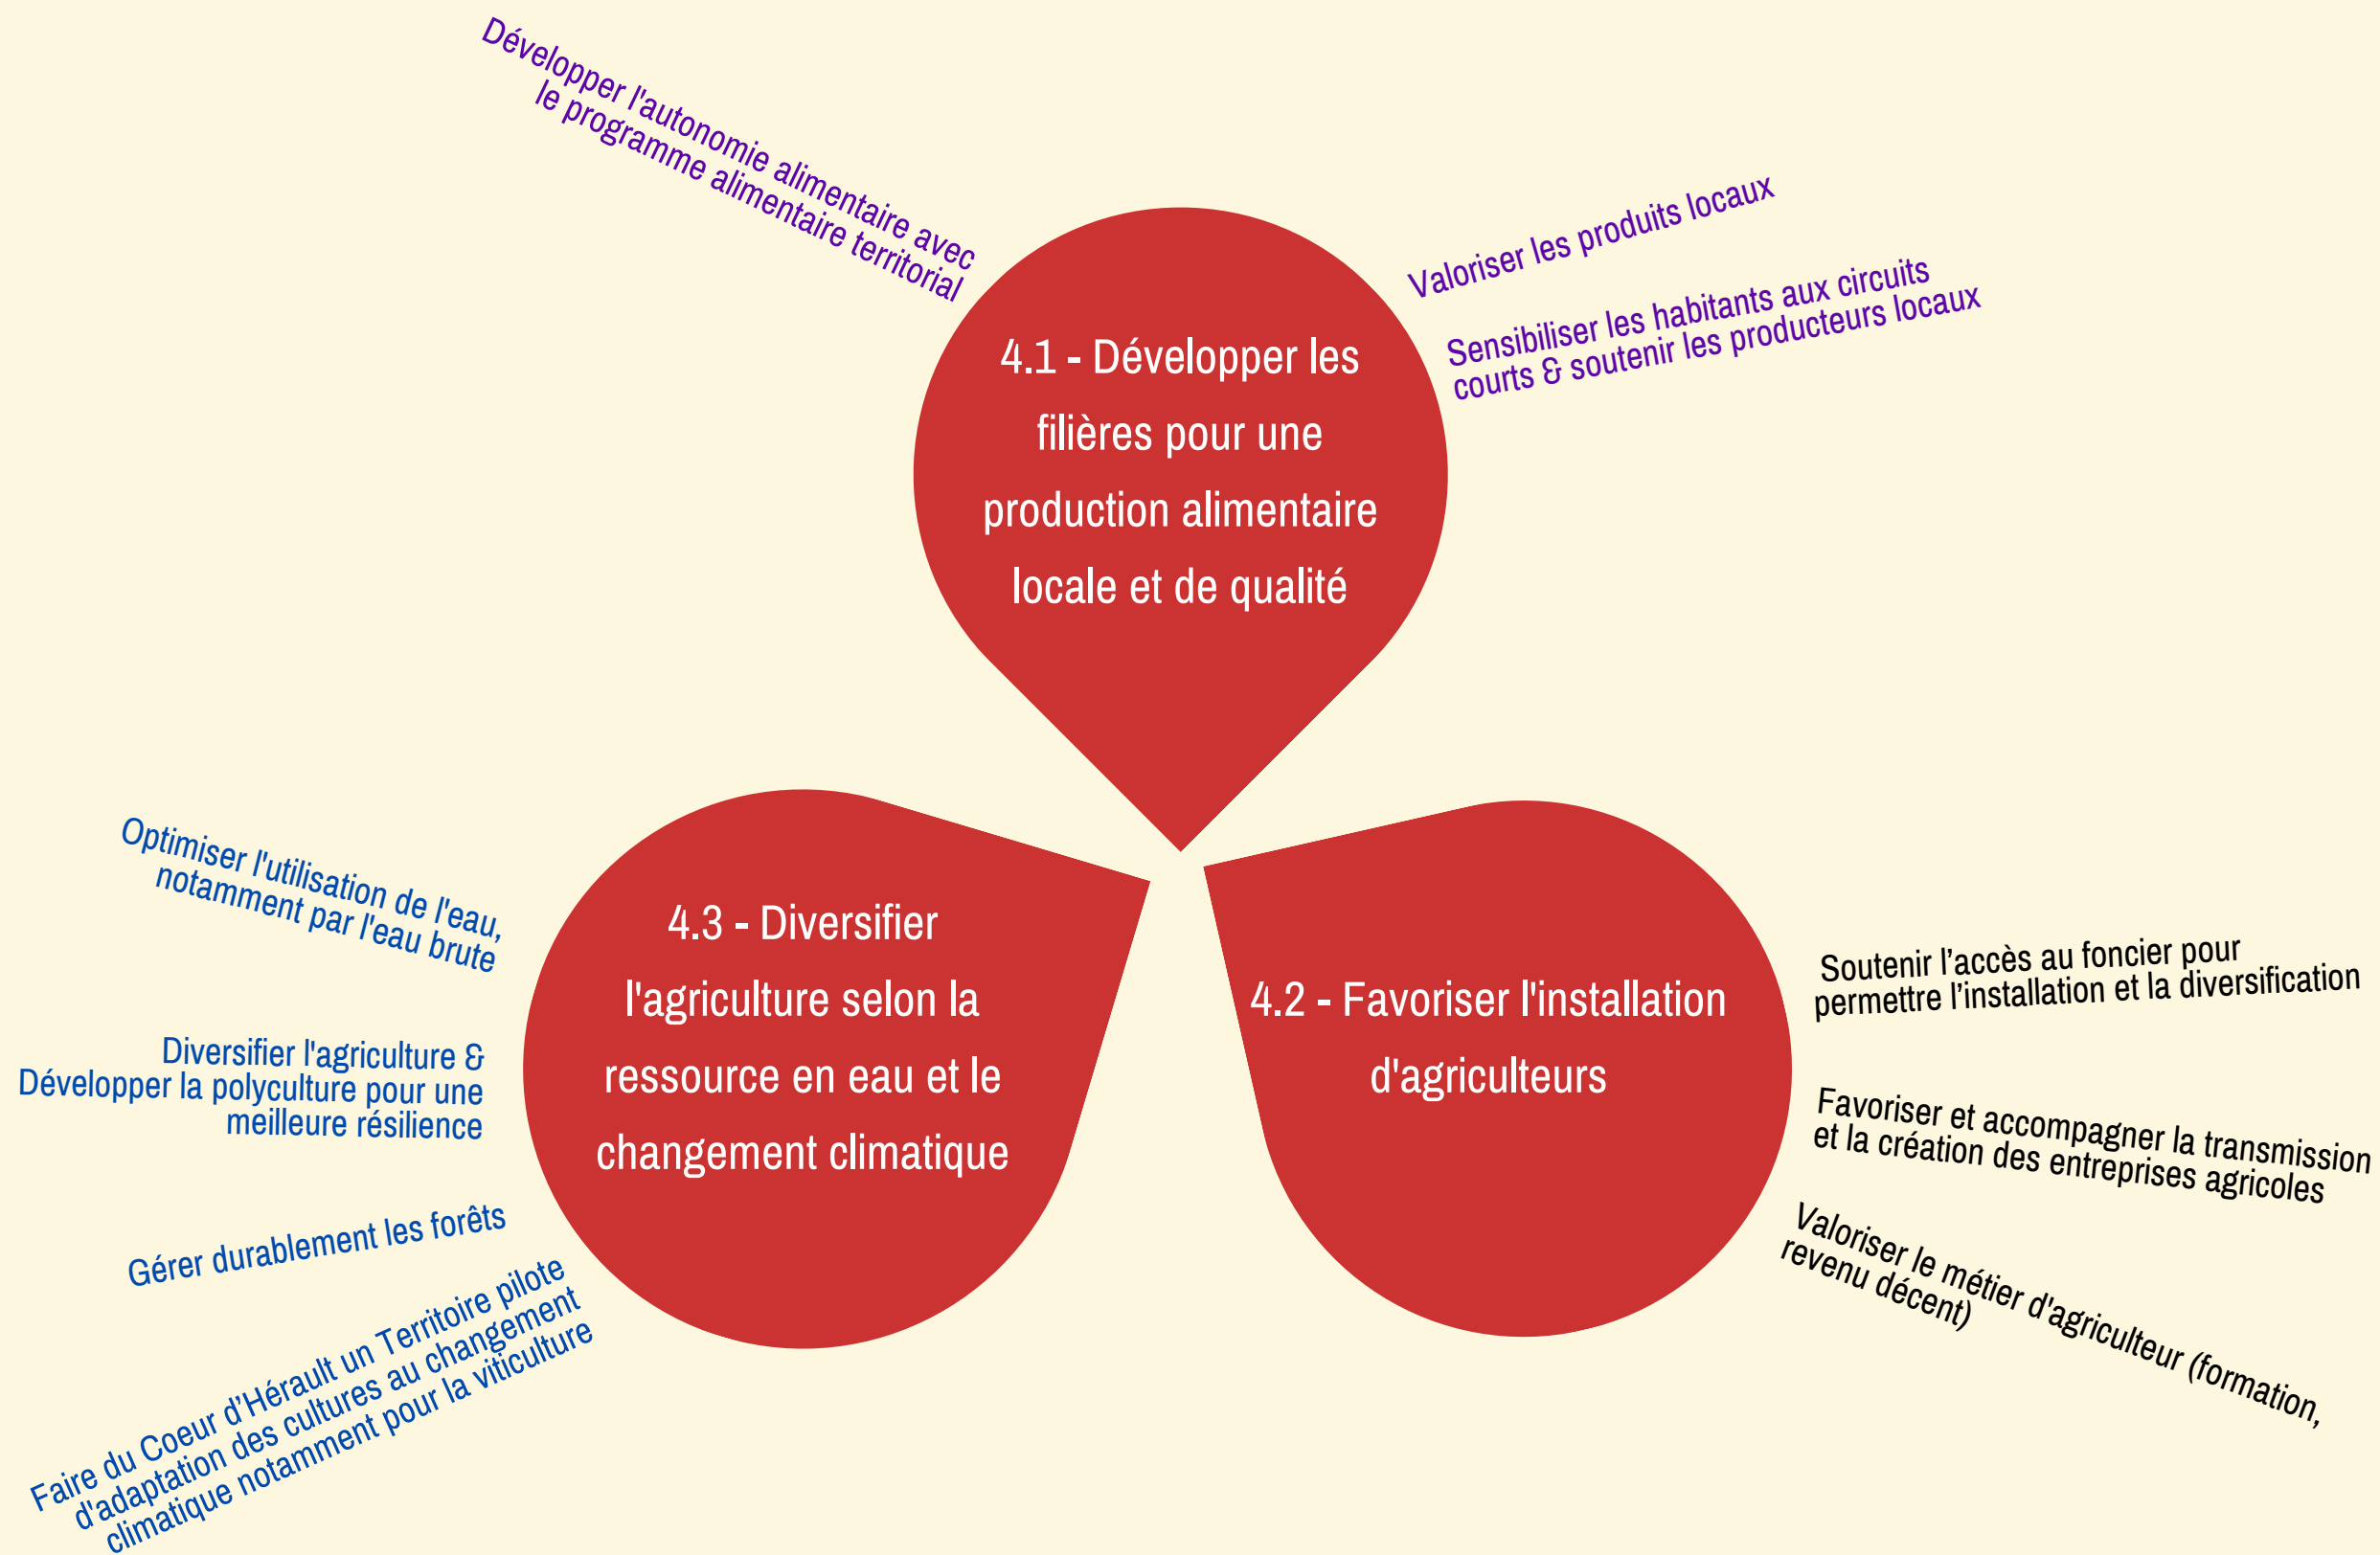 Développer l'autonomie alimentaire avec
le programme alimentaire territorial
Valoriser les produits locaux
Sensibiliser les habitants aux circuits
courts & soutenir les producteurs locaux
4.1 - Développer les
filières pour une
production alimentaire
locale et de qualité
Optimiser l'utilisation de l'eau,
notamment par l'eau brute
Diversifier l'agriculture &
Développer la polyculture pour une
meilleure résilience
Gérer durablement les forêts
Faire du Coeur d'Hérault un Territoire pilote
d'adaptation des cultures au changement
climatique notamment pour la viticulture
4.3 - Diversifier
l'agriculture selon la
ressource en eau et le
changement climatique
4.2 - Favoriser l'installation
d'agriculteurs
Soutenir l’accès au foncier pour
permettre l’installation et la diversification
Favoriser et accompagner la transmission
et la création des entreprises agricoles
Valoriser le métier d'agriculteur (formation,
revenu décent)